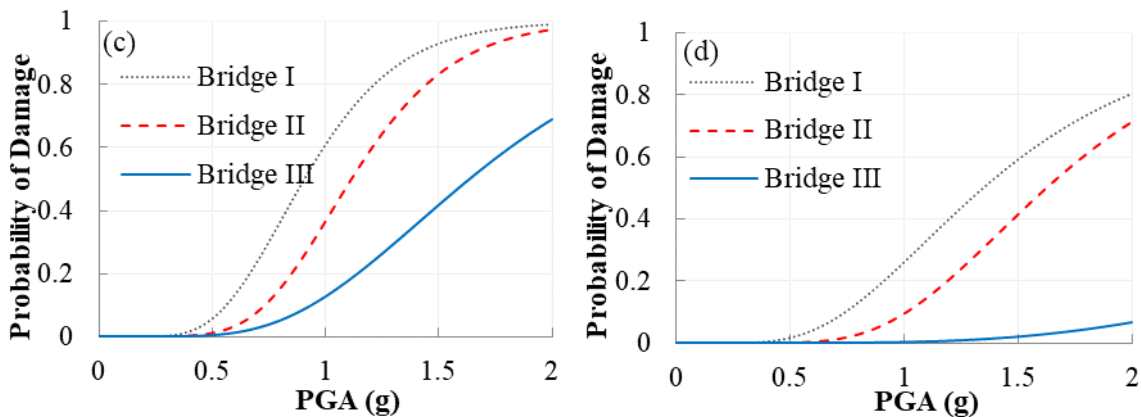 (c)
Probability of Damage
1
0.8
0.6
0.4
0.2
0
Bridge I
Bridge II
Bridge III
0 0.5 1 1.5 2
PGA (g)
(d)
Probability of Damage
1
0.8
0.6
0.4
0.2
0
Bridge I
Bridge II
Bridge III
0 0.5 1 1.5 2
PGA (g)